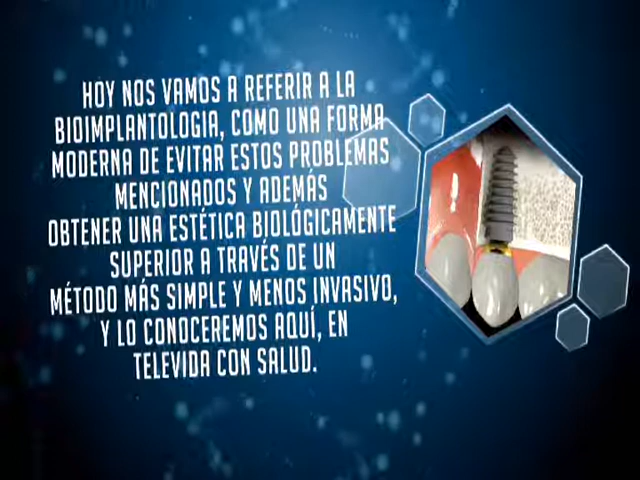 HOY NOS VAMOS A REFERIR A LA
BIOIMPLANTOLOGIA, COMO UNA FORMA
MODERNA DE EVITAR ESTOS PROBLEMAS
MENCIONADOS Y ADEMÁS
OBTENER UNA ESTÉTICA BIOLÓGICAMENTE
SUPERIOR A TRAVÉS DE UN
MÉTODO MÁS SIMPLE Y MENOS INVASIVO,
Y LO CONOCEREMOS AQUÍ, EN
TELEVIDA CON SALUD.